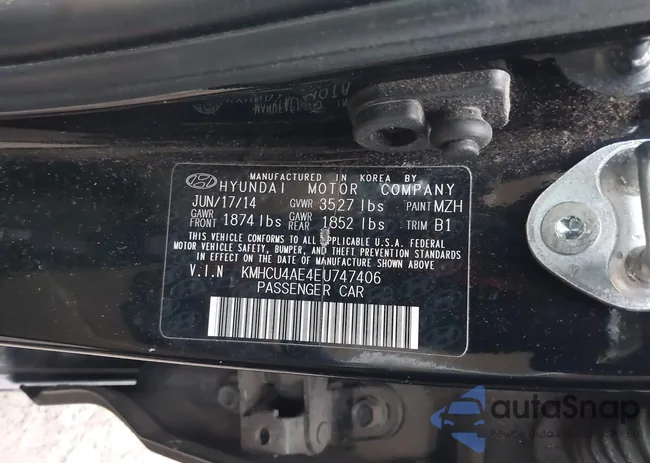 MANUFACTURED IN KOREA BY
HYUNDAI MOTOR COMPANY
JUN/17/14 GVWR 3527 lbs PAINT MZH
GAWR FRONT 1874 lbs GAWR REAR 1852 lbs TRIM B1
THIS VEHICLE CONFORMS TO ALL APPLICABLE U.S.A. FEDERAL
MOTOR VEHICLE SAFETY, BUMPER, AND THEFT PREVENTION STANDARDS
IN EFFECT ON THE DATE OF MANUFACTURE SHOWN ABOVE.
V.I.N KMHCU4AE4EU747406
PASSENGER CAR
autoSnap